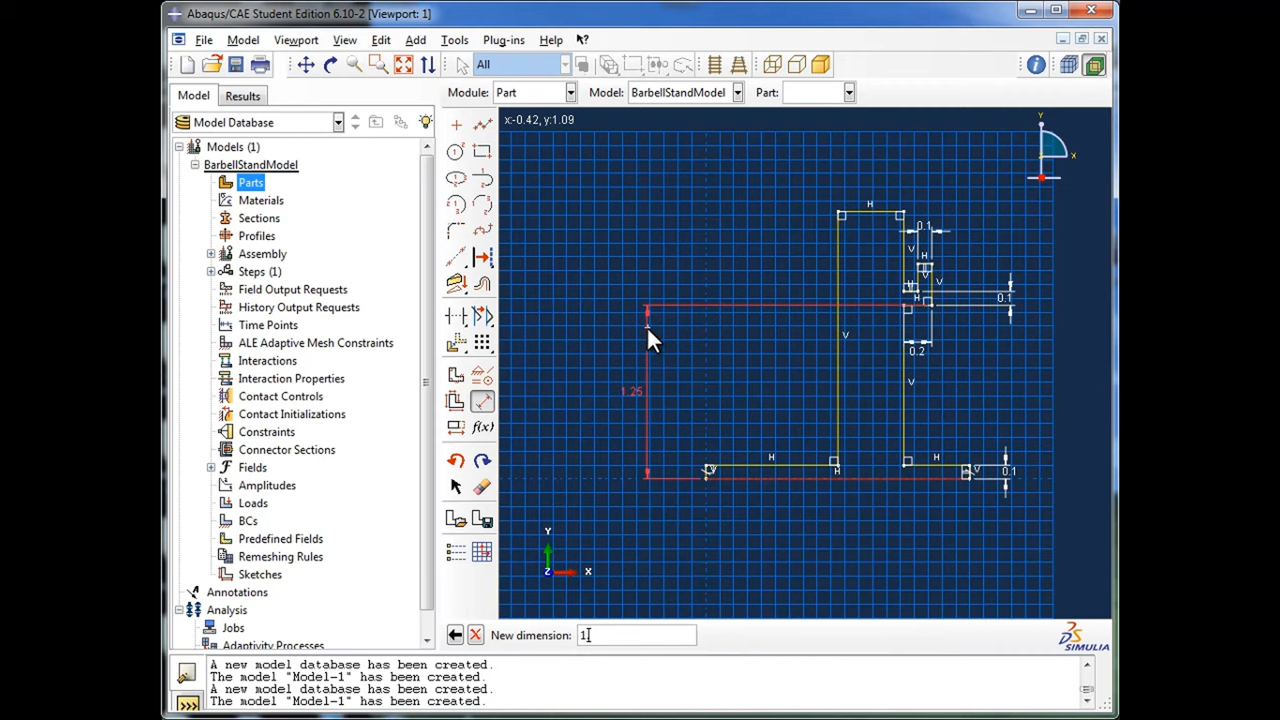 Abaqus/CAE Student Edition 6.10-2 [Viewport: 1]
File Model Viewport View Edit Add Tools Plug-ins Help
All
Model Results
Module: Part Model: BarbellStandModel Part:
Model Database
x:-0.42, y:1.09
Models (1)
BarbellStandModel
Parts
Materials
Sections
Profiles
Assembly
Steps (1)
Field Output Requests
History Output Requests
Time Points
ALE Adaptive Mesh Constraints
Interactions
Interaction Properties
Contact Controls
Contact Initializations
Constraints
Connector Sections
Fields
Amplitudes
Loads
BCs
Predefined Fields
Remeshing Rules
Sketches
Annotations
Analysis
Jobs
Adaptivity Processes
f(x)
Y
X
H
0.1
V
H
V
V
H
H
0.1
V
0.2
1.25
V
H
H
H
V
V
0.1
Y
Z X
New dimension: 1
SIMULIA
A new model database has been created.
The model "Model-1" has been created.
A new model database has been created.
The model "Model-1" has been created.
>>>